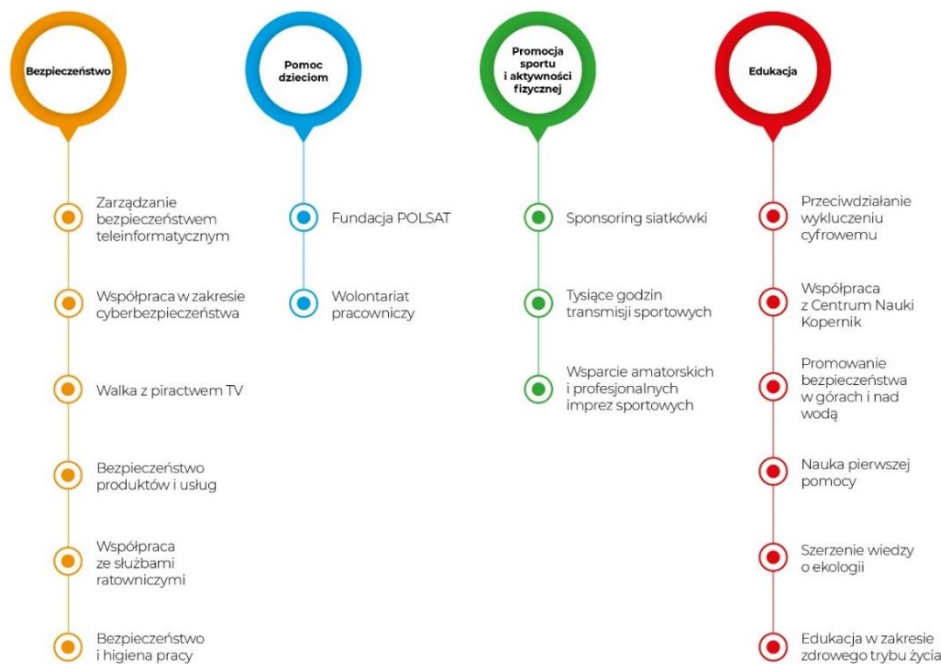 Bezpieczeństwo
Zarządzanie
bezpieczeństwem
teleinformatycznym
Współpraca w zakresie
cyberbezpieczeństwa
Walka z piractwem TV
Bezpieczeństwo
produktów i usług
Współpraca
ze służbami
ratowniczymi
Bezpieczeństwo
i higiena pracy
Pomoc
dzieciom
Fundacja POLSAT
Wolontariat
pracowniczy
Promocja
sportu
i aktywności
fizycznej
Sponsoring siatkówki
Tysiące godzin
transmisji sportowych
Wsparcie amatorskich
i profesjonalnych
imprez sportowych
Edukacja
Przeciwdziałanie
wykluczeniu
cyfrowemu
Współpraca
z Centrum Nauki
Kopernik
Promowanie
bezpieczeństwa
w górach i nad
wodą
Nauka pierwszej
pomocy
Szerzenie wiedzy
o ekologii
Edukacja w zakresie
zdrowego trybu życia